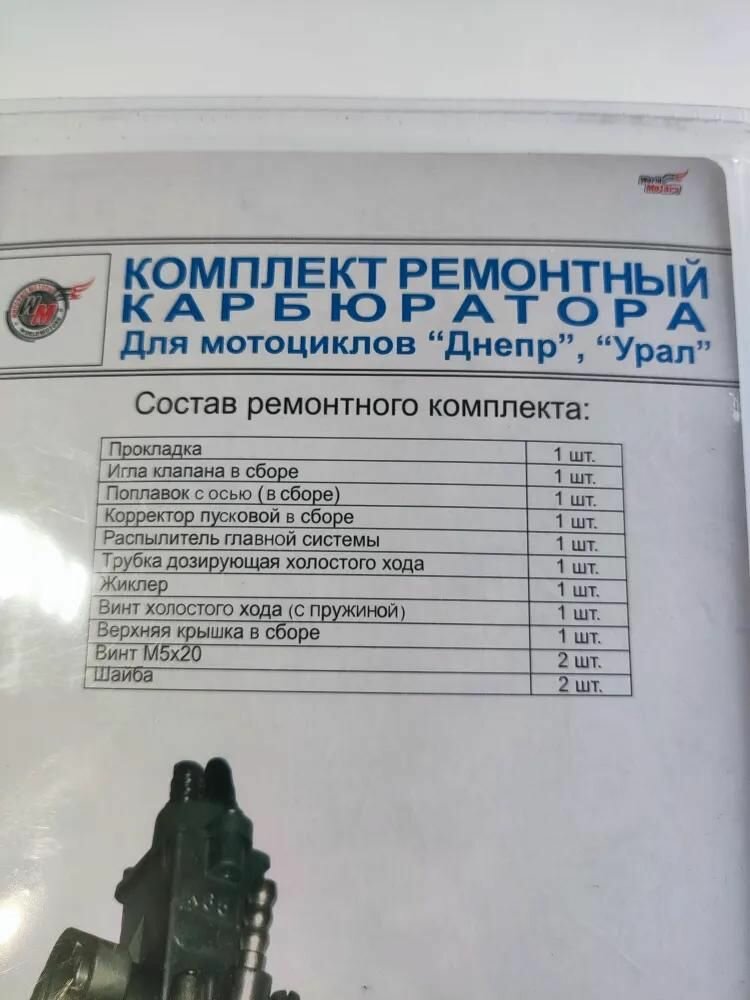 World
Motors
WM
КОМПЛЕКТ РЕМОНТНЫЙ
КАРБЮРАТОРА
Для мотоциклов "Днепр", "Урал"
Состав ремонтного комплекта:
Прокладка 1 шт.
Игла клапана в сборе 1 шт.
Поплавок с осью (в сборе) 1 шт.
Корректор пусковой в сборе 1 шт.
Распылитель главной системы 1 шт.
Трубка дозирующая холостого хода 1 шт.
Жиклер 1 шт.
Винт холостого хода (с пружиной) 1 шт.
Верхняя крышка в сборе 1 шт.
Винт М5х20 2 шт.
Шайба 2 шт.